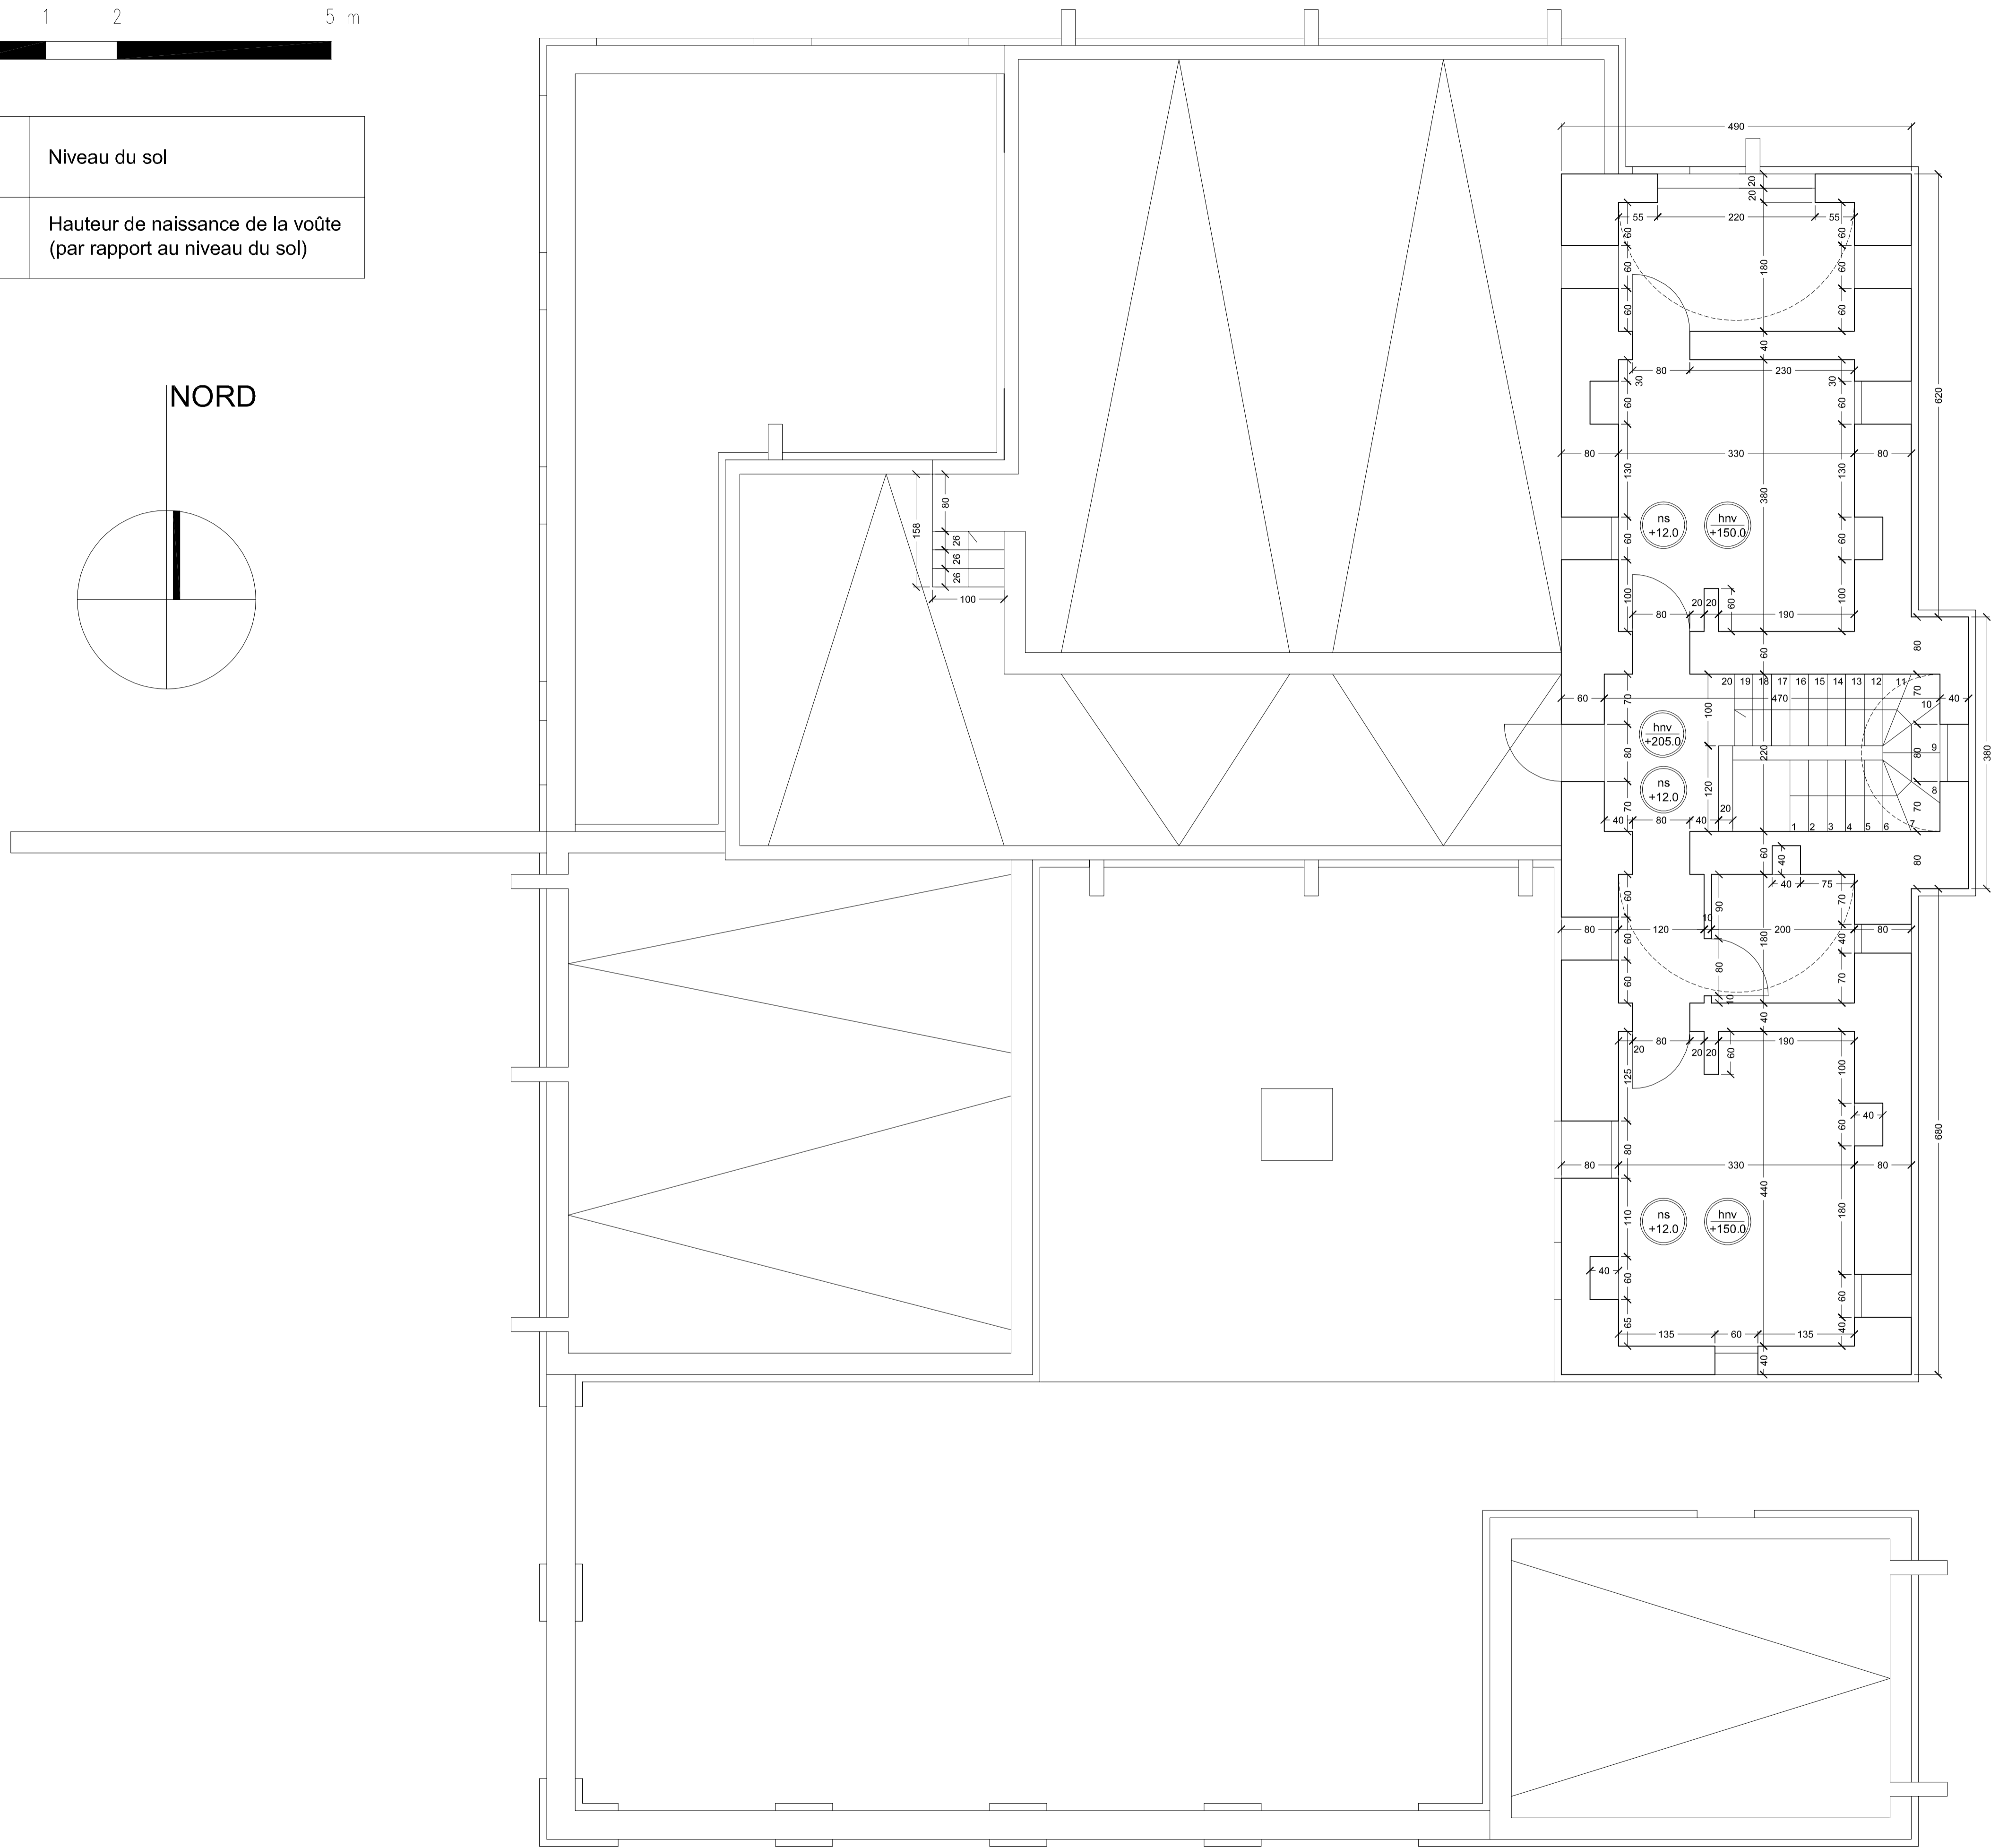 1 2 5 m
Niveau du sol
Hauteur de naissance de la voûte
(par rapport au niveau du sol)
NORD
490
20
20
55 220 55
60 60
60 180 60
60 60
40
80 230
30 30
60 60
620
80 330 80
130 380 130
158 80
ns
+12.0
hnv
+150.0
26
26
26
60 60
100
100 100
80 20 20 60 190
60 80
20 19 18 17 16 15 14 13 12 11
60 70 470 70 40
100 10
hnv
+205.0
80 220 80 9
380
ns
+12.0
120 8
70 20 70
40 80 40 1 2 3 4 5 6 7
60 40 80
40 75
60 90 70
10
80 120 200 80
60 180 40
80
60 70
10
40
20 80 20 20 60 190
125 100
40
60
680
80
80 330 80
440
110 180
ns
+12.0
hnv
+150.0
40 60
60
65 40
135 60 135
40